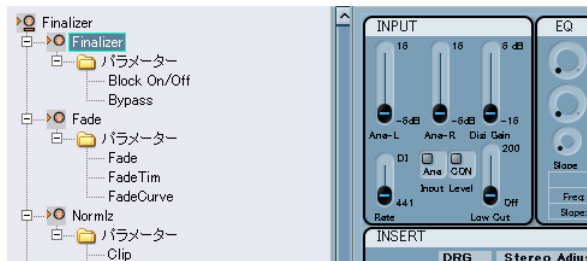 Finalizer
Finalizer
パラメーター
Block On/Off
Bypass
Fade
パラメーター
Fade
FadeTim
FadeCurve
Normlz
パラメーター
Clip
INPUT
EQ
15 15 6 dB
-6dB -6dB -15
Ana-L Ana-R Digi Gain
DI 200
Ana CON
Input Level
441 Off
Rate Low Cut
Slope
Freq
Slope:
INSERT
DRG Stereo Adju